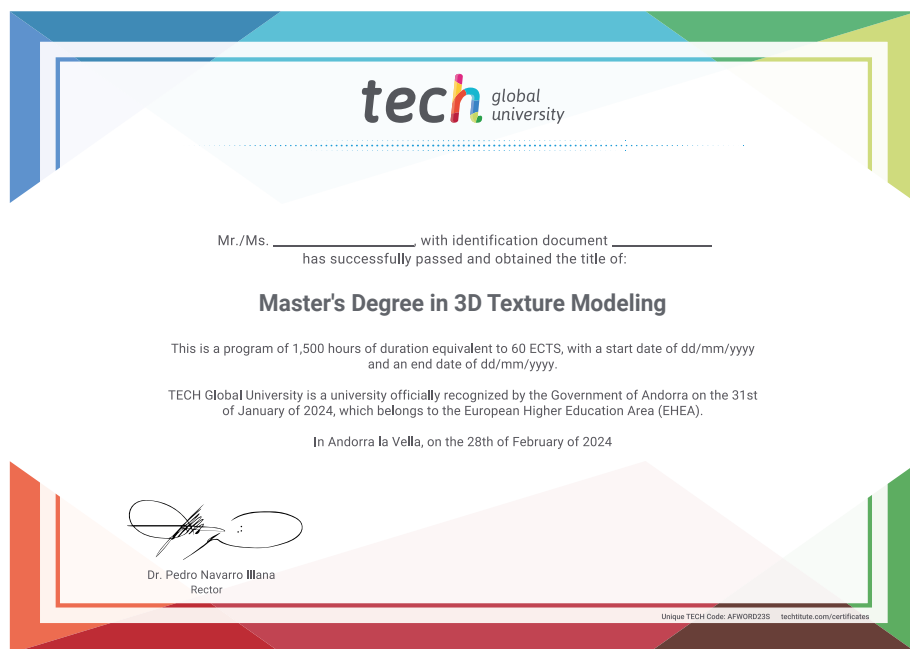 tech global university
Mr./Ms. ____________, with identification document ____________
has successfully passed and obtained the title of:
Master's Degree in 3D Texture Modeling
This is a program of 1,500 hours of duration equivalent to 60 ECTS, with a start date of dd/mm/yyyy
and an end date of dd/mm/yyyy.
TECH Global University is a university officially recognized by the Government of Andorra on the 31st
of January of 2024, which belongs to the European Higher Education Area (EHEA).
In Andorra la Vella, on the 28th of February of 2024
Dr. Pedro Navarro Illana
Rector
Unique TECH Code: AFWORD23S techtitute.com/certificates